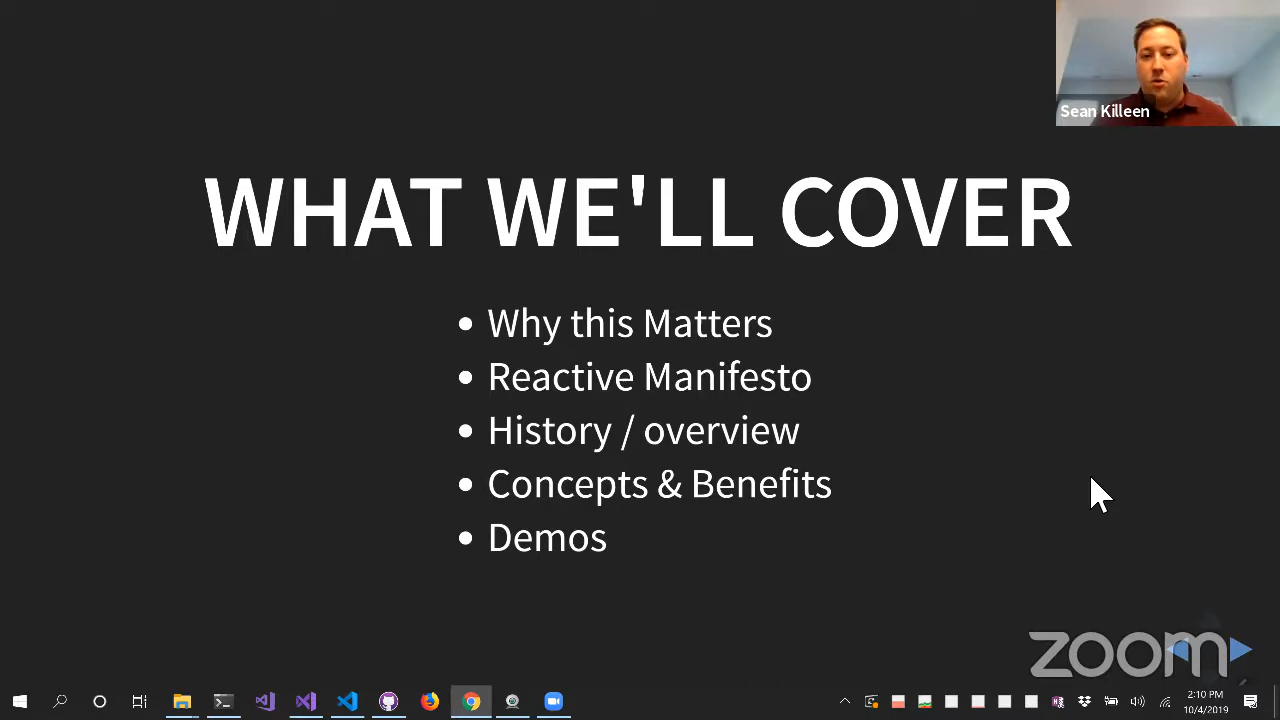 Sean Killeen
WHAT WE'LL COVER
• Why this Matters
• Reactive Manifesto
• History / overview
• Concepts & Benefits
• Demos
zoom
2:10 PM
10/4/2019